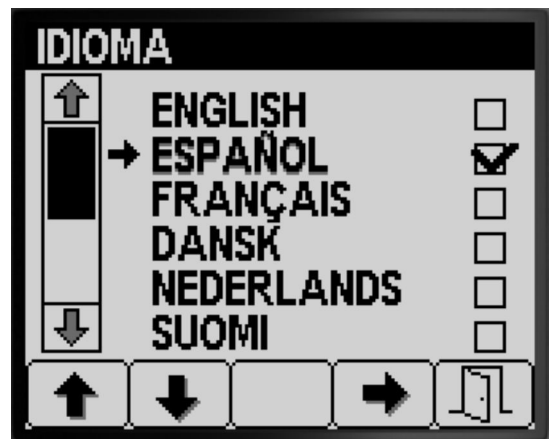 IDIOMA
ENGLISH
ESPAÑOL
FRANÇAIS
DANSK
NEDERLANDS
SUOMI